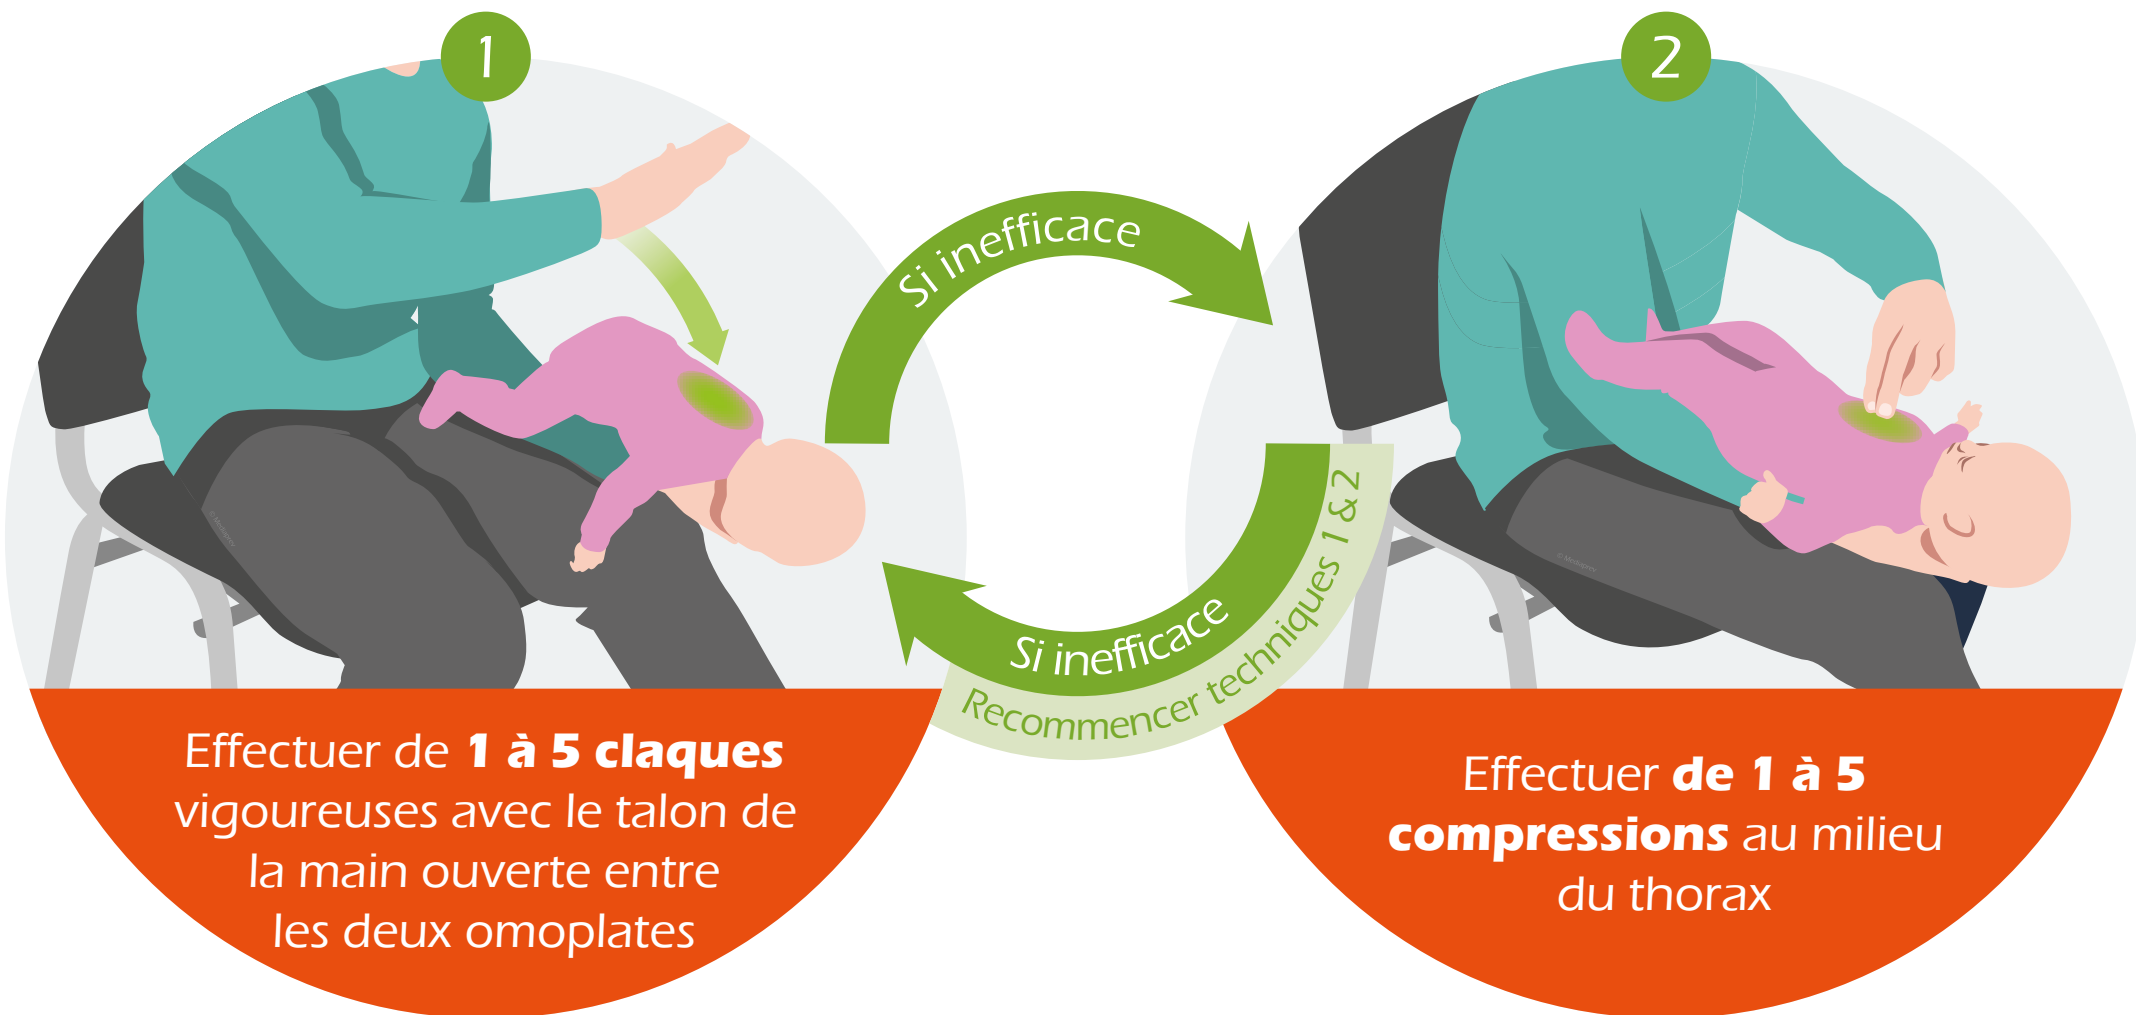 1
Effectuer de 1 à 5 claques
vigoureuses avec le talon de
la main ouverte entre
les deux omoplates
Si inefficace
2
Effectuer de 1 à 5
compressions au milieu
du thorax
Si inefficace
Recommencer techniques 1 & 2